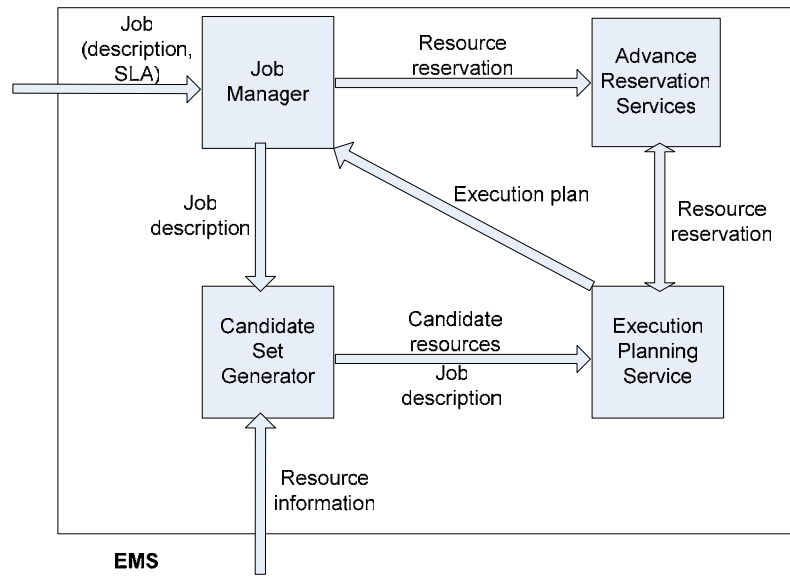 Job
(description,
SLA)
Job
Manager
Resource
reservation
Advance
Reservation
Services
Job
description
Execution plan
Resource
reservation
Candidate
Set
Generator
Candidate
resources
Job
description
Execution
Planning
Service
Resource
information
EMS